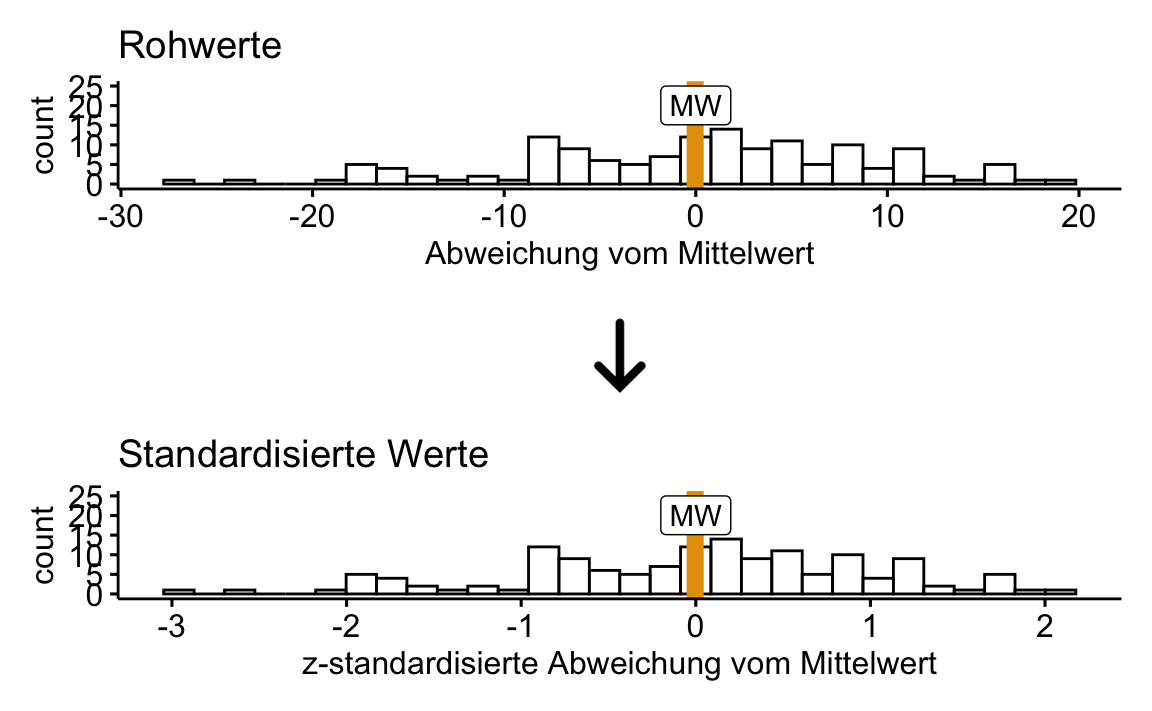 Rohwerte
count
25
20
15
10
5
0
MW
-30 -20 -10 0 10 20
Abweichung vom Mittelwert
Standardisierte Werte
count
25
20
15
10
5
0
MW
-3 -2 -1 0 1 2
z-standardisierte Abweichung vom Mittelwert